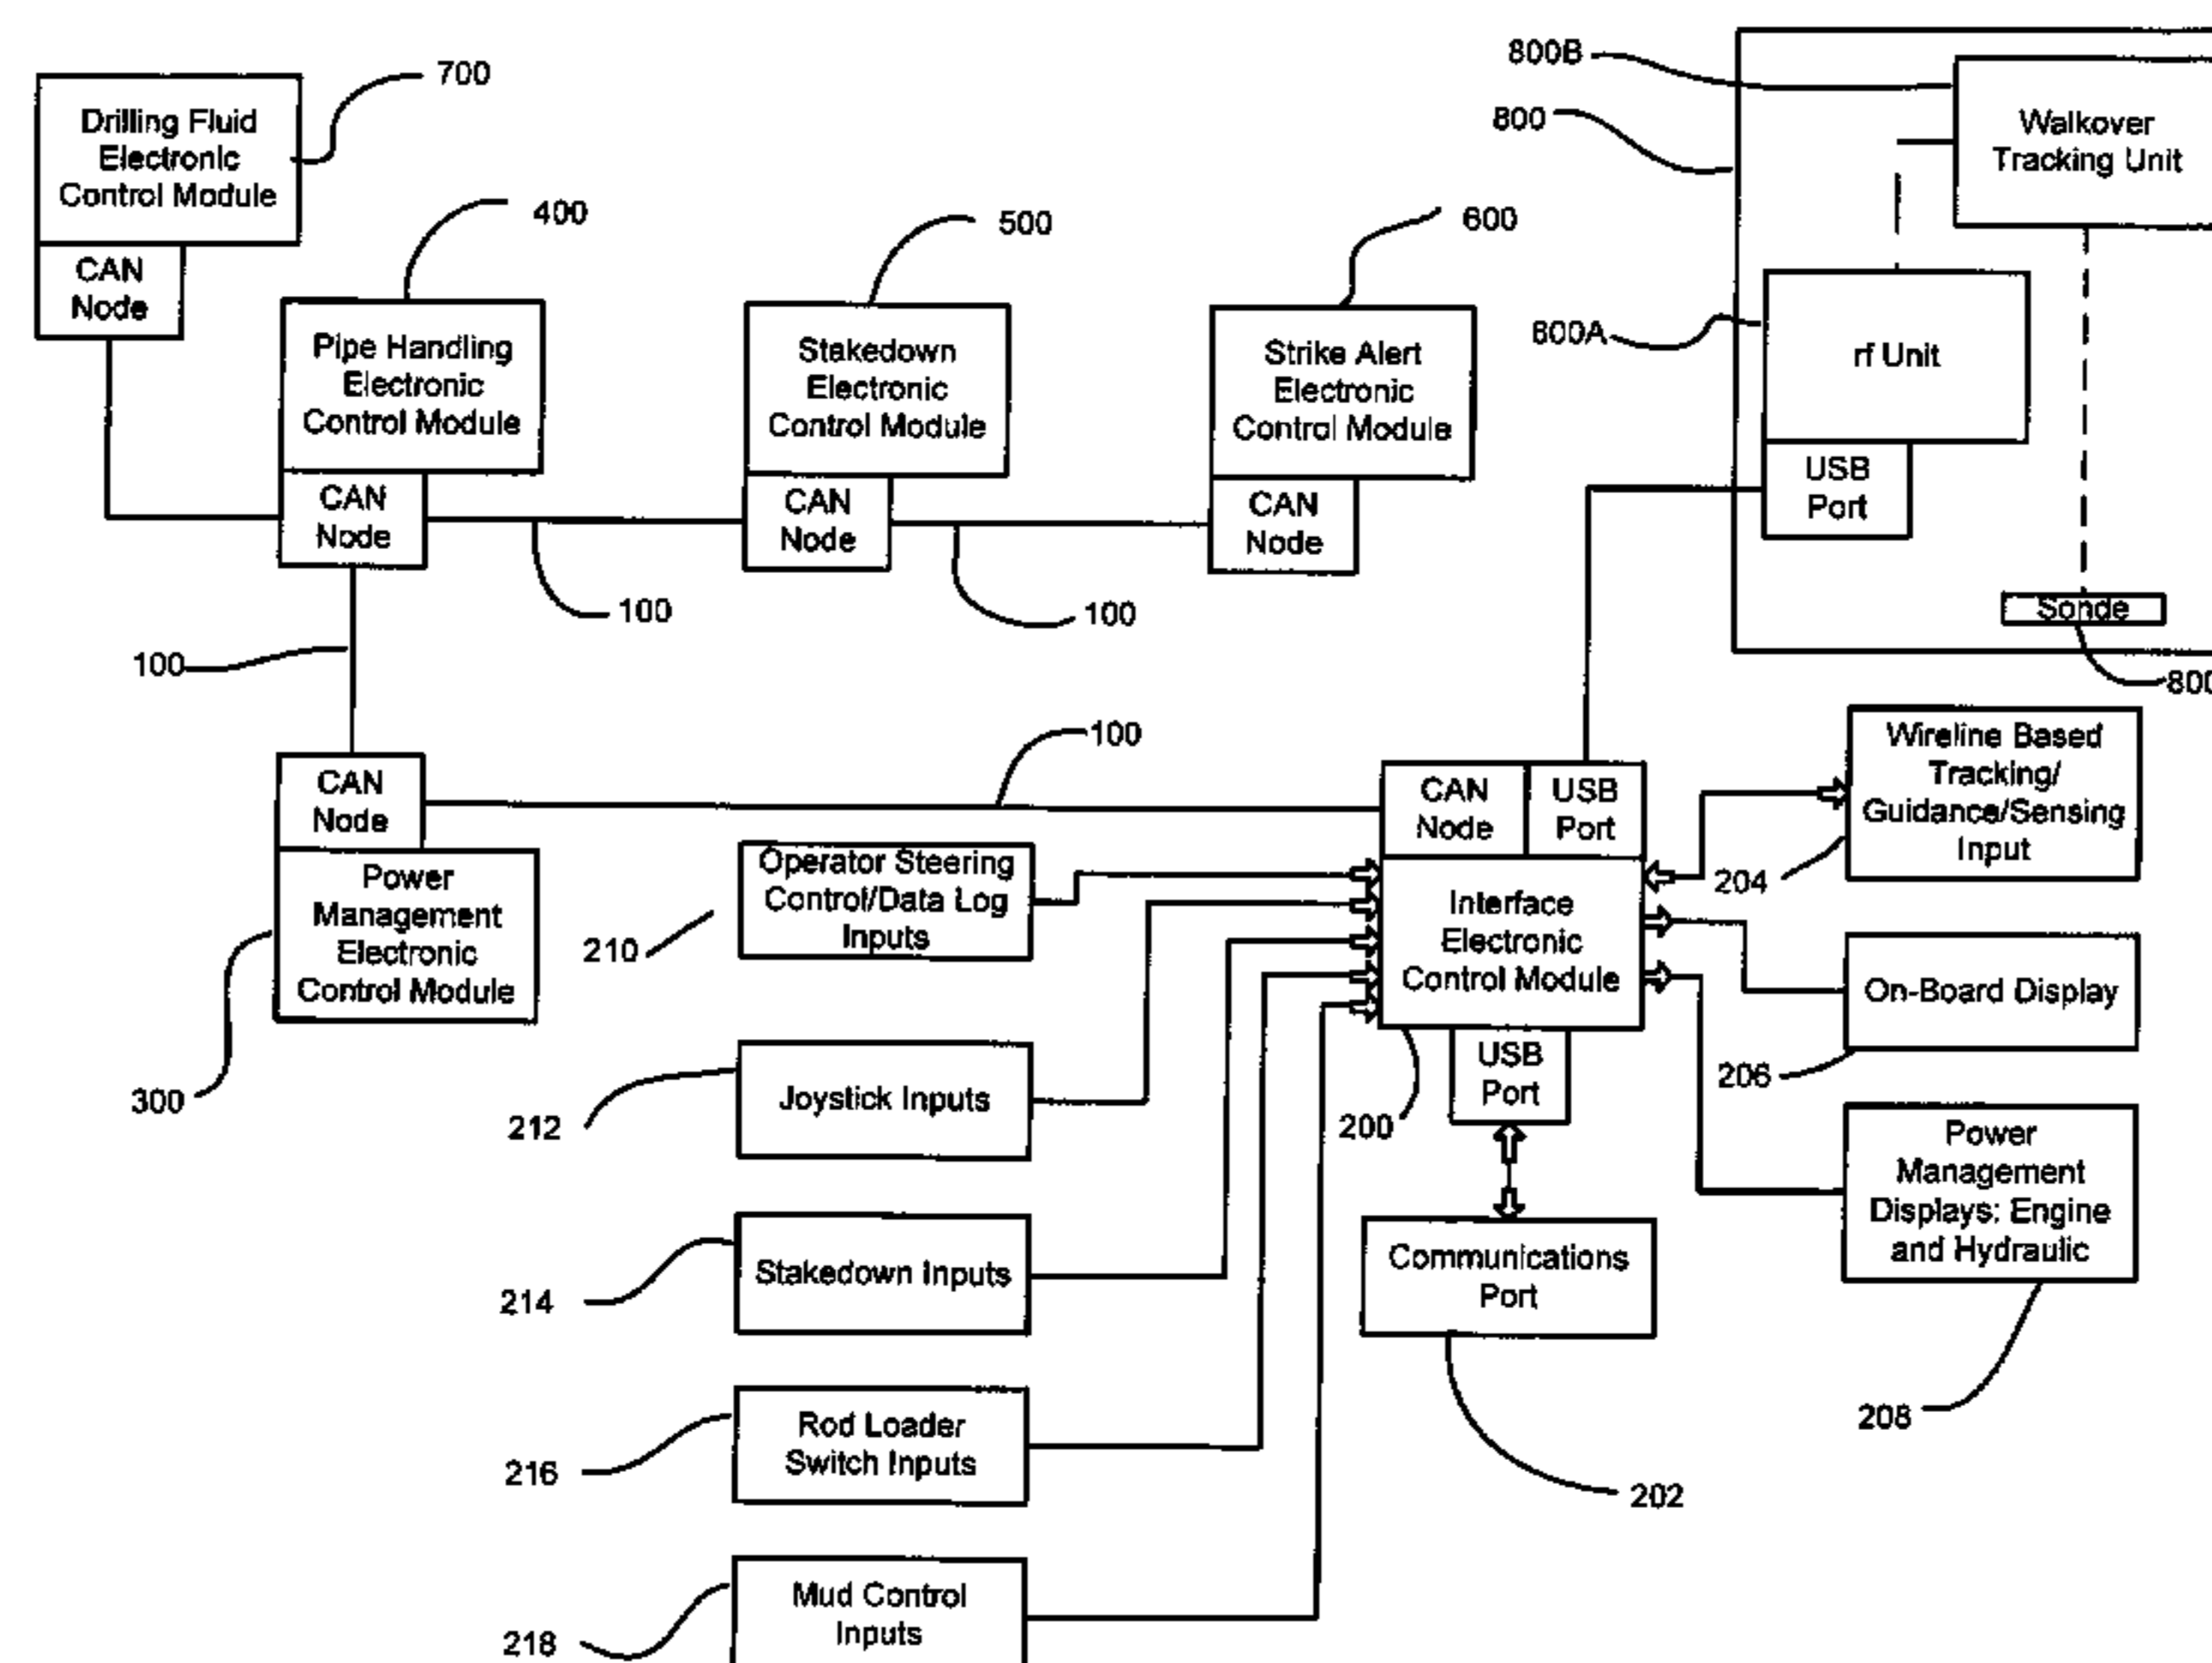 700
Drilling Fluid
Electronic
Control Module
CAN
Node
400
Pipe Handling
Electronic
Control Module
CAN
Node
500
Stakedown
Electronic
Control Module
CAN
Node
600
Strike Alert
Electronic
Control Module
CAN
Node
100
100
100
800B
800
Walkover
Tracking Unit
800A
rf Unit
USB
Port
Sonde
800
100
CAN
Node
Power
Management
Electronic
Control Module
300
CAN
Node
USB
Port
Interface
Electronic
Control Module
USB
Port
200
Operator Steering
Control/Data Log
Inputs
210
Joystick Inputs
212
Stakedown Inputs
214
Rod Loader
Switch Inputs
216
Mud Control
Inputs
218
Communications
Port
202
Wireline Based
Tracking/
Guidance/Sensing
Input
204
On-Board Display
206
Power
Management
Displays: Engine
and Hydraulic
208